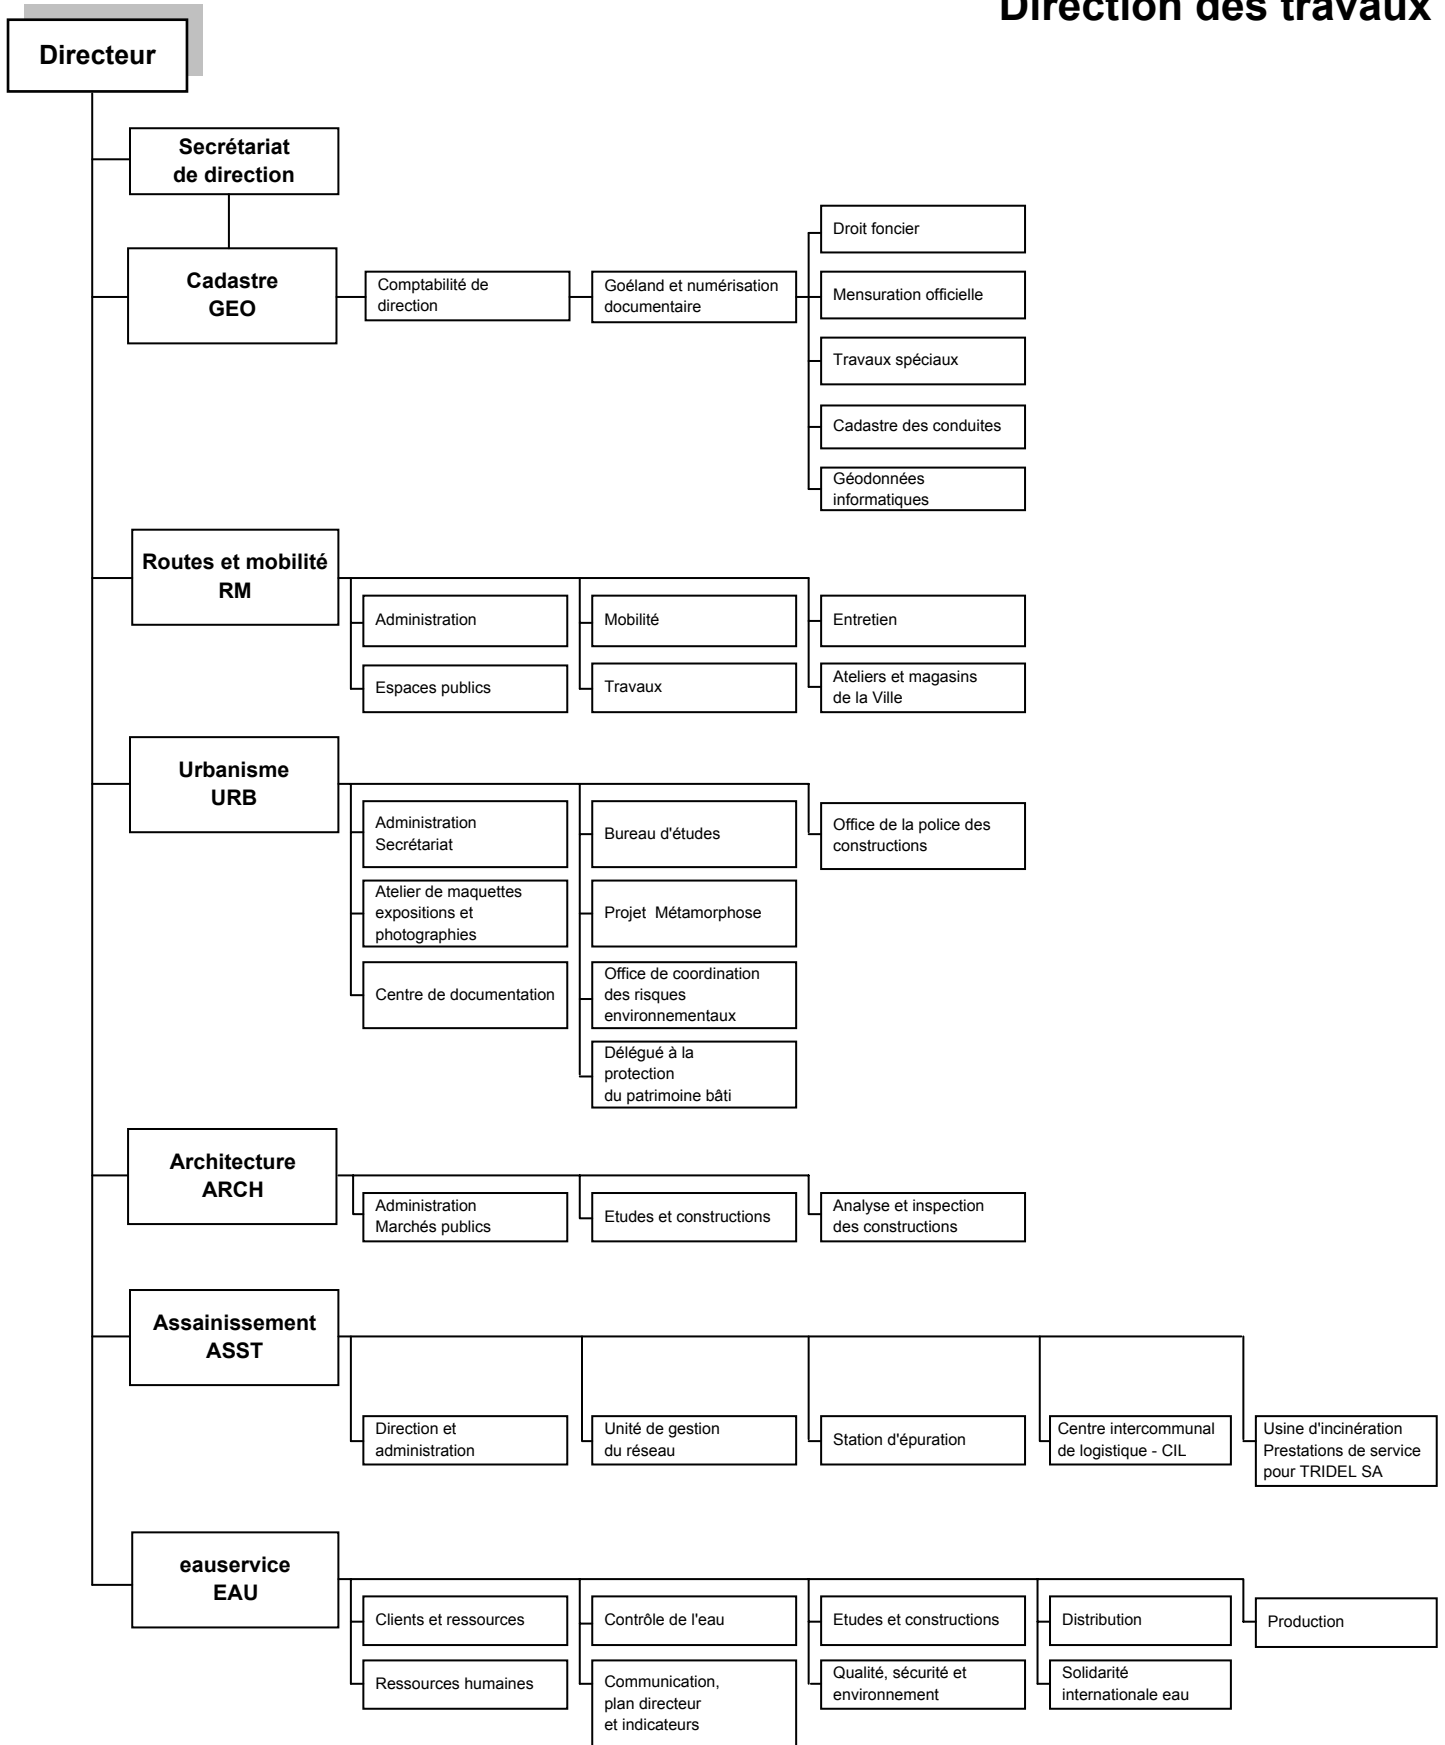 Direction des travaux
Directeur
Secrétariat
de direction
Cadastre
GEO
Comptabilité de
direction
Goéland et numérisation
documentaire
Droit foncier
Mensuration officielle
Travaux spéciaux
Cadastre des conduites
Géodonnées
informatiques
Routes et mobilité
RM
Administration
Mobilité
Entretien
Espaces publics
Travaux
Ateliers et magasins
de la Ville
Urbanisme
URB
Administration
Secrétariat
Bureau d'études
Office de la police des
constructions
Atelier de maquettes
expositions et
photographies
Projet  Métamorphose
Centre de documentation
Office de coordination
des risques
environnementaux
Délégué à la
protection
du patrimoine bâti
Architecture
ARCH
Administration
Marchés publics
Etudes et constructions
Analyse et inspection
des constructions
Assainissement
ASST
Direction et
administration
Unité de gestion
du réseau
Station d'épuration
Centre intercommunal
de logistique - CIL
Usine d'incinération
Prestations de service
pour TRIDEL SA
eauservice
EAU
Clients et ressources
Contrôle de l'eau
Etudes et constructions
Distribution
Production
Ressources humaines
Communication,
plan directeur
et indicateurs
Qualité, sécurité et
environnement
Solidarité
internationale eau